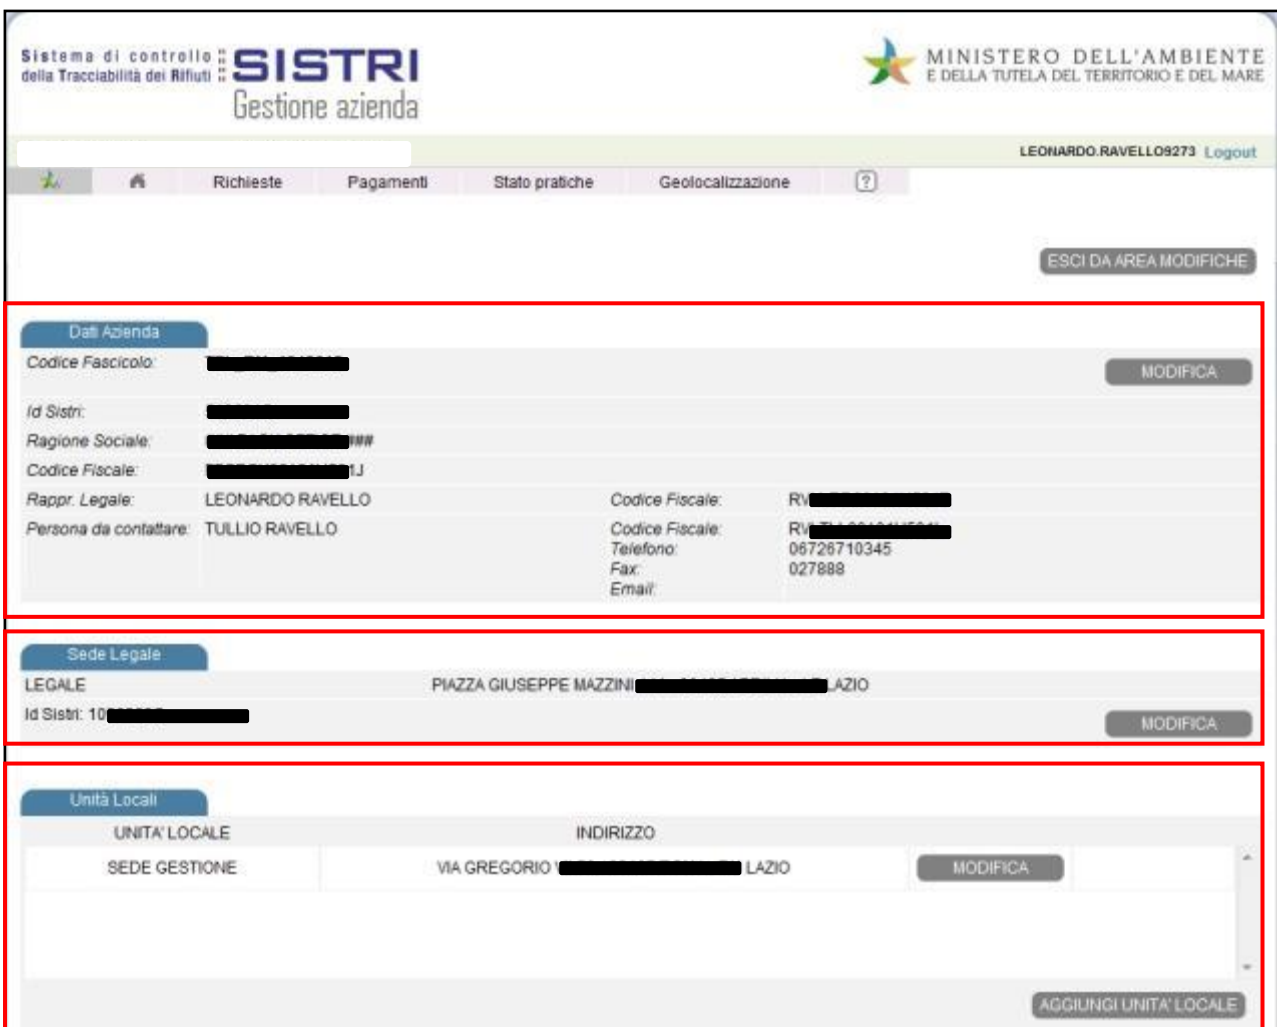 Sistema di controllo
della Tracciabilità dei Rifiuti
SISTRI
Gestione azienda
MINISTERO DELL'AMBIENTE
E DELLA TUTELA DEL TERRITORIO E DEL MARE
LEONARDO.RAVELLO9273 Logout
Richieste Pagamenti Stato pratiche Geolocalizzazione ?
ESCI DA AREA MODIFICHE
Dati Azienda
Codice Fascicolo:
MODIFICA
Id Sistri:
Ragione Sociale: ###
Codice Fiscale: 1J
Rappr. Legale: LEONARDO RAVELLO Codice Fiscale: RV
Persona da contattare: TULLIO RAVELLO Codice Fiscale: RV
Telefono: 06726710345
Fax: 027888
Email:
Sede Legale
LEGALE PIAZZA GIUSEPPE MAZZINI LAZIO
Id Sistri: 10
MODIFICA
Unità Locali
UNITA' LOCALE INDIRIZZO
SEDE GESTIONE VIA GREGORIO LAZIO MODIFICA
AGGIUNGI UNITA' LOCALE